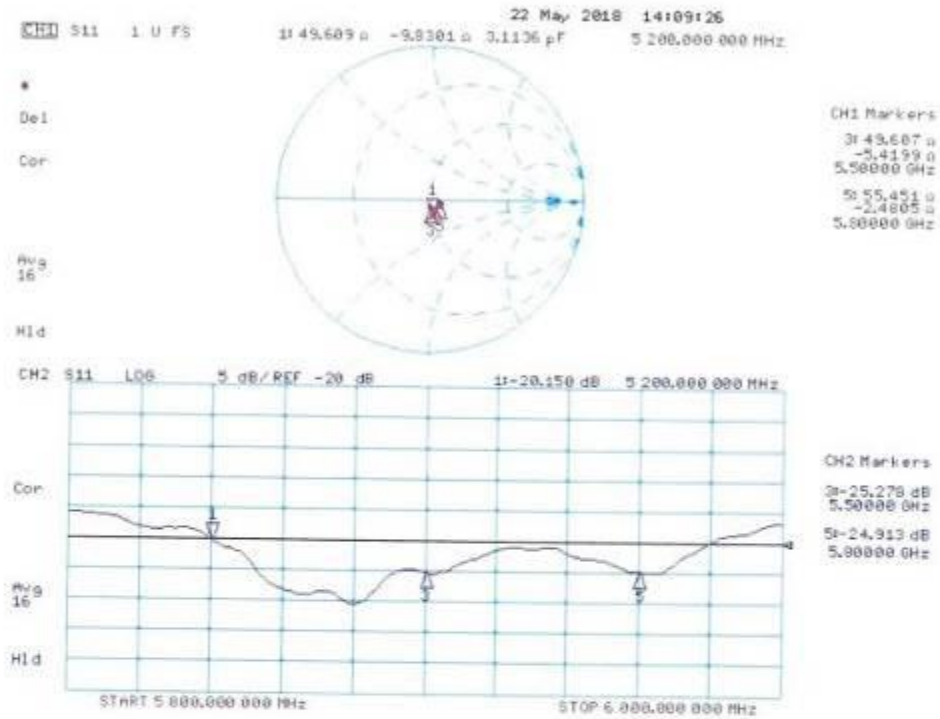 22 May 2018 14:09:26
CH1 S11 1 U FS 1: 49.609 Ω -9.8301 Ω 3.1136 pF 5 200.000 000 MHz
*
Del
Cor
Avg
16
Hld
CH1 Markers
3: 49.607 Ω
-5.4199 Ω
5.50000 GHz
5: 55.451 Ω
-2.4805 Ω
5.80000 GHz
1
CH2 S11 LOG 5 dB/REF -20 dB 1:-20.150 dB 5 200.000 000 MHz
Cor
Avg
16
Hld
CH2 Markers
3:-25.278 dB
5.50000 GHz
5:-24.913 dB
5.80000 GHz
1
3
5
START 5 000.000 000 MHz STOP 6 000.000 000 MHz